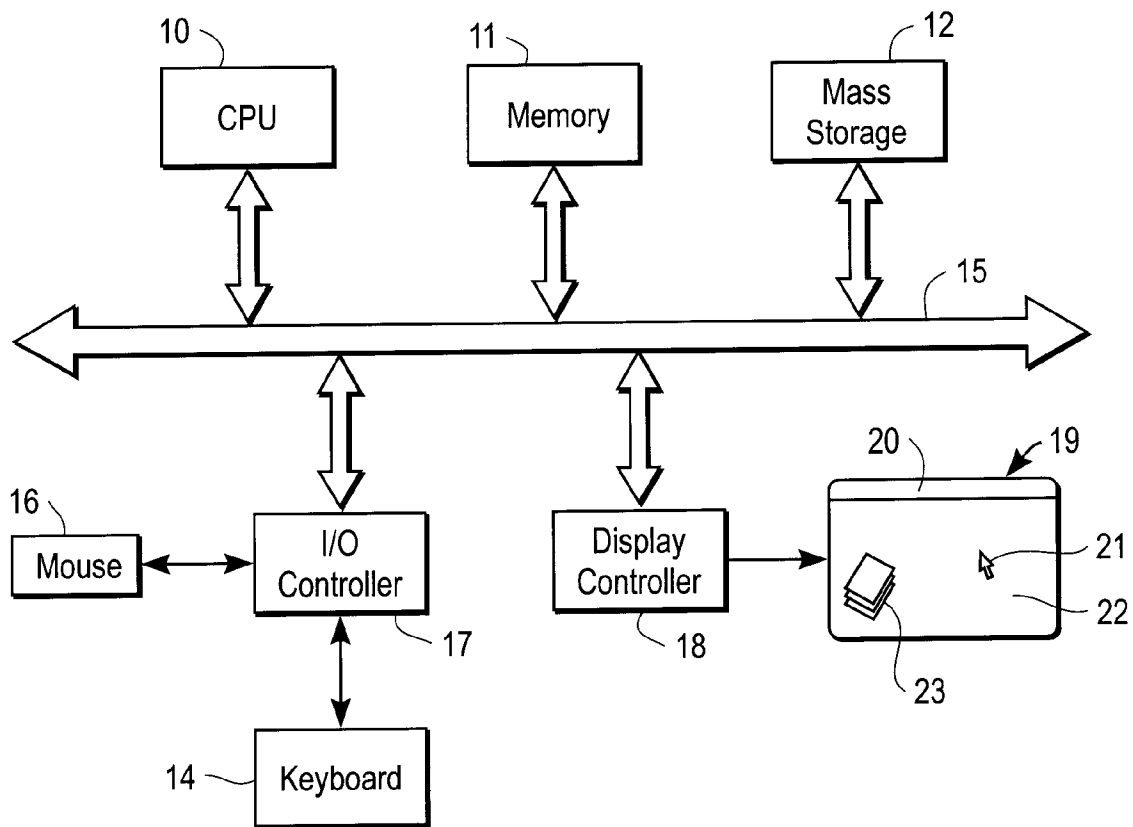 10
CPU
11
Memory
12
Mass
Storage
15
16
Mouse
I/O
Controller
17
Display
Controller
18
20
19
21
22
23
14
Keyboard